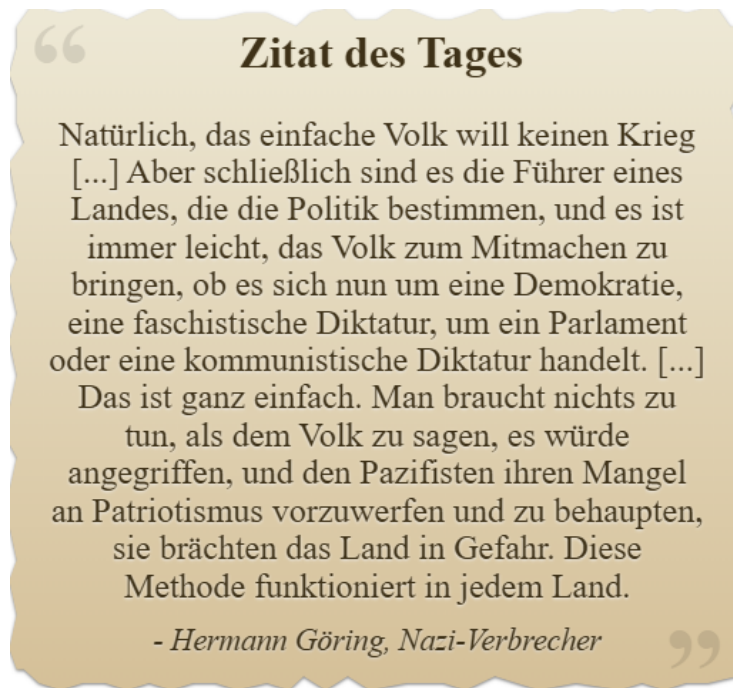 “
Zitat des Tages
Natürlich, das einfache Volk will keinen Krieg
[...] Aber schließlich sind es die Führer eines
Landes, die die Politik bestimmen, und es ist
immer leicht, das Volk zum Mitmachen zu
bringen, ob es sich nun um eine Demokratie,
eine faschistische Diktatur, um ein Parlament
oder eine kommunistische Diktatur handelt. [...]
Das ist ganz einfach. Man braucht nichts zu
tun, als dem Volk zu sagen, es würde
angegriffen, und den Pazifisten ihren Mangel
an Patriotismus vorzuwerfen und zu behaupten,
sie brächten das Land in Gefahr. Diese
Methode funktioniert in jedem Land.
- Hermann Göring, Nazi-Verbrecher
”